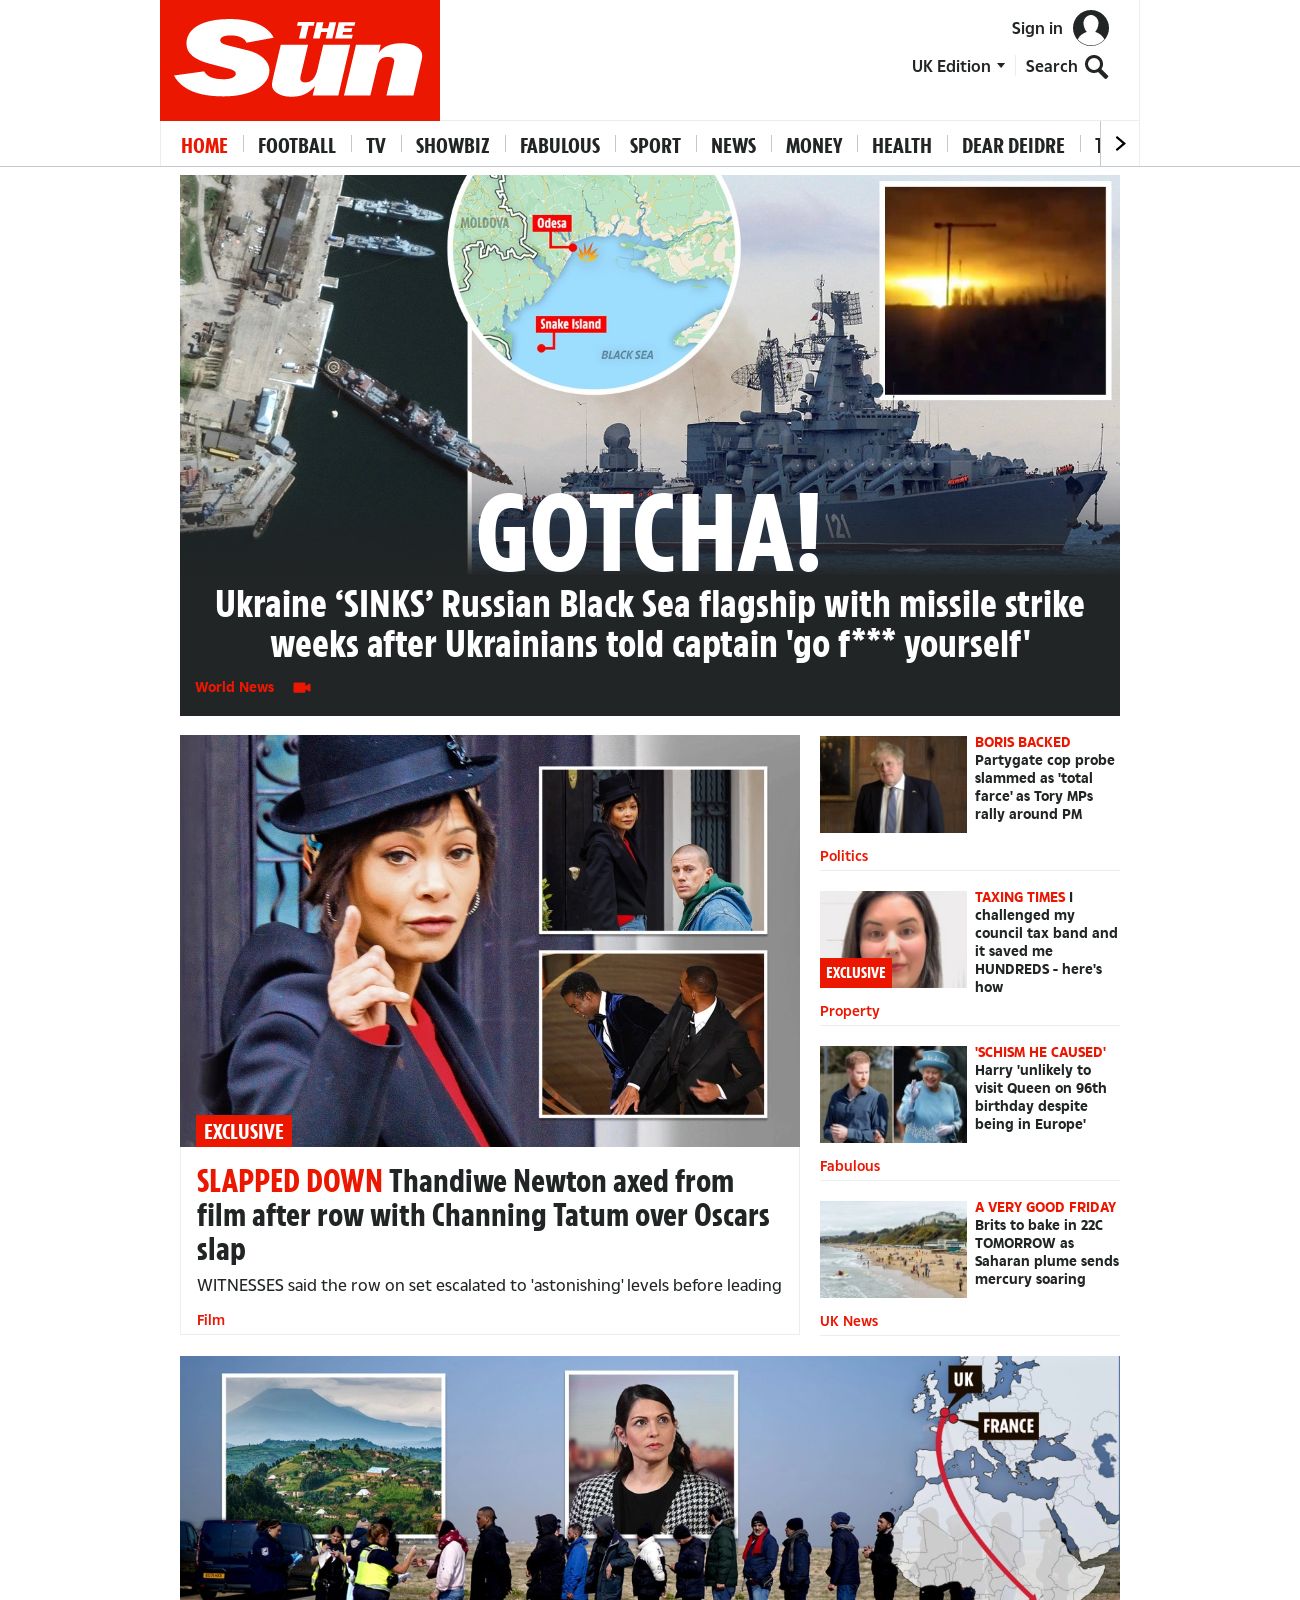 THE
Sun
Sign in
UK Edition
Search
HOME
FOOTBALL
TV
SHOWBIZ
FABULOUS
SPORT
NEWS
MONEY
HEALTH
DEAR DEIDRE
MOLDOVA
Odesa
Snake Island
BLACK SEA
121
GOTCHA!
Ukraine ‘SINKS’ Russian Black Sea flagship with missile strike
weeks after Ukrainians told captain 'go f*** yourself'
World News
EXCLUSIVE
SLAPPED DOWN Thandiwe Newton axed from
film after row with Channing Tatum over Oscars
slap
WITNESSES said the row on set escalated to 'astonishing' levels before leading
Film
BORIS BACKED
Partygate cop probe
slammed as 'total
farce' as Tory MPs
rally around PM
Politics
EXCLUSIVE
TAXING TIMES I
challenged my
council tax band and
it saved me
HUNDREDS - here's
how
Property
'SCHISM HE CAUSED'
Harry 'unlikely to
visit Queen on 96th
birthday despite
being in Europe'
Fabulous
A VERY GOOD FRIDAY
Brits to bake in 22C
TOMORROW as
Saharan plume sends
mercury soaring
UK News
UK
FRANCE